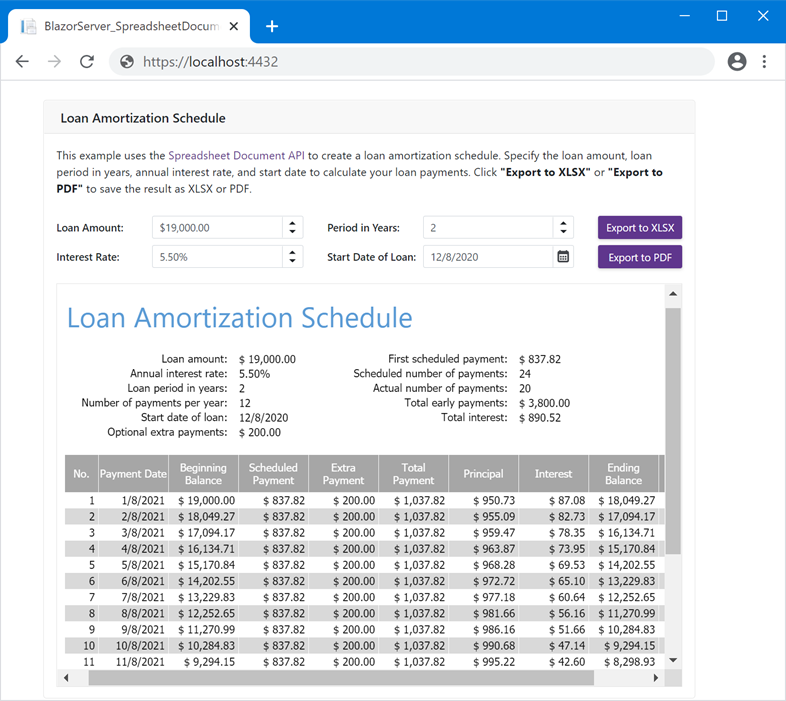 BlazorServer_SpreadsheetDocum
https://localhost:4432
Loan Amortization Schedule
This example uses the Spreadsheet Document API to create a loan amortization schedule. Specify the loan amount, loan
period in years, annual interest rate, and start date to calculate your loan payments. Click "Export to XLSX" or "Export to
PDF" to save the result as XLSX or PDF.
Loan Amount: $19,000.00 Period in Years: 2 Export to XLSX
Interest Rate: 5.50% Start Date of Loan: 12/8/2020 Export to PDF
Loan Amortization Schedule
Loan amount: $ 19,000.00 First scheduled payment: $ 837.82
Annual interest rate: 5.50% Scheduled number of payments: 24
Loan period in years: 2 Actual number of payments: 20
Number of payments per year: 12 Total early payments: $ 3,800.00
Start date of loan: 12/8/2020 Total interest: $ 890.52
Optional extra payments: $ 200.00
No. Payment Date Beginning Balance Scheduled Payment Extra Payment Total Payment Principal Interest Ending Balance
1 1/8/2021 $ 19,000.00 $ 837.82 $ 200.00 $ 1,037.82 $ 950.73 $ 87.08 $ 18,049.27
2 2/8/2021 $ 18,049.27 $ 837.82 $ 200.00 $ 1,037.82 $ 955.09 $ 82.73 $ 17,094.17
3 3/8/2021 $ 17,094.17 $ 837.82 $ 200.00 $ 1,037.82 $ 959.47 $ 78.35 $ 16,134.71
4 4/8/2021 $ 16,134.71 $ 837.82 $ 200.00 $ 1,037.82 $ 963.87 $ 73.95 $ 15,170.84
5 5/8/2021 $ 15,170.84 $ 837.82 $ 200.00 $ 1,037.82 $ 968.28 $ 69.53 $ 14,202.55
6 6/8/2021 $ 14,202.55 $ 837.82 $ 200.00 $ 1,037.82 $ 972.72 $ 65.10 $ 13,229.83
7 7/8/2021 $ 13,229.83 $ 837.82 $ 200.00 $ 1,037.82 $ 977.18 $ 60.64 $ 12,252.65
8 8/8/2021 $ 12,252.65 $ 837.82 $ 200.00 $ 1,037.82 $ 981.66 $ 56.16 $ 11,270.99
9 9/8/2021 $ 11,270.99 $ 837.82 $ 200.00 $ 1,037.82 $ 986.16 $ 51.66 $ 10,284.83
10 10/8/2021 $ 10,284.83 $ 837.82 $ 200.00 $ 1,037.82 $ 990.68 $ 47.14 $ 9,294.15
11 11/8/2021 $ 9,294.15 $ 837.82 $ 200.00 $ 1,037.82 $ 995.22 $ 42.60 $ 8,298.93